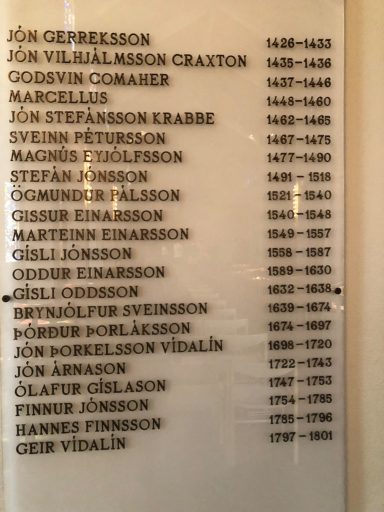 JÓN GERREKSSON 1426-1433
JÓN VILHJÁLMSSON CRAXTON 1435-1436
GODSVIN COMAHER 1437-1446
MARCELLUS 1448-1460
JÓN STEFÁNSSON KRABBE 1462-1465
SVEINN PÉTURSSON 1467-1475
MAGNÚS EYJÓLFSSON 1477-1490
STEFÁN JÓNSSON 1491-1518
ÖGMUNDUR PÁLSSON 1521-1540
GISSUR EINARSSON 1540-1548
MARTEINN EINARSSON 1549-1557
GÍSLI JÓNSSON 1558-1587
ODDUR EINARSSON 1589-1630
GÍSLI ODDSSON 1632-1638
BRYNJÓLFUR SVEINSSON 1639-1674
ÞÓRÐUR ÞORLÁKSSON 1674-1697
JÓN ÞORKELSSON VÍDALÍN 1698-1720
JÓN ÁRNASON 1722-1743
ÓLAFUR GÍSLASON 1747-1753
FINNUR JÓNSSON 1754-1785
HANNES FINNSSON 1785-1796
GEIR VÍDALÍN 1797-1801